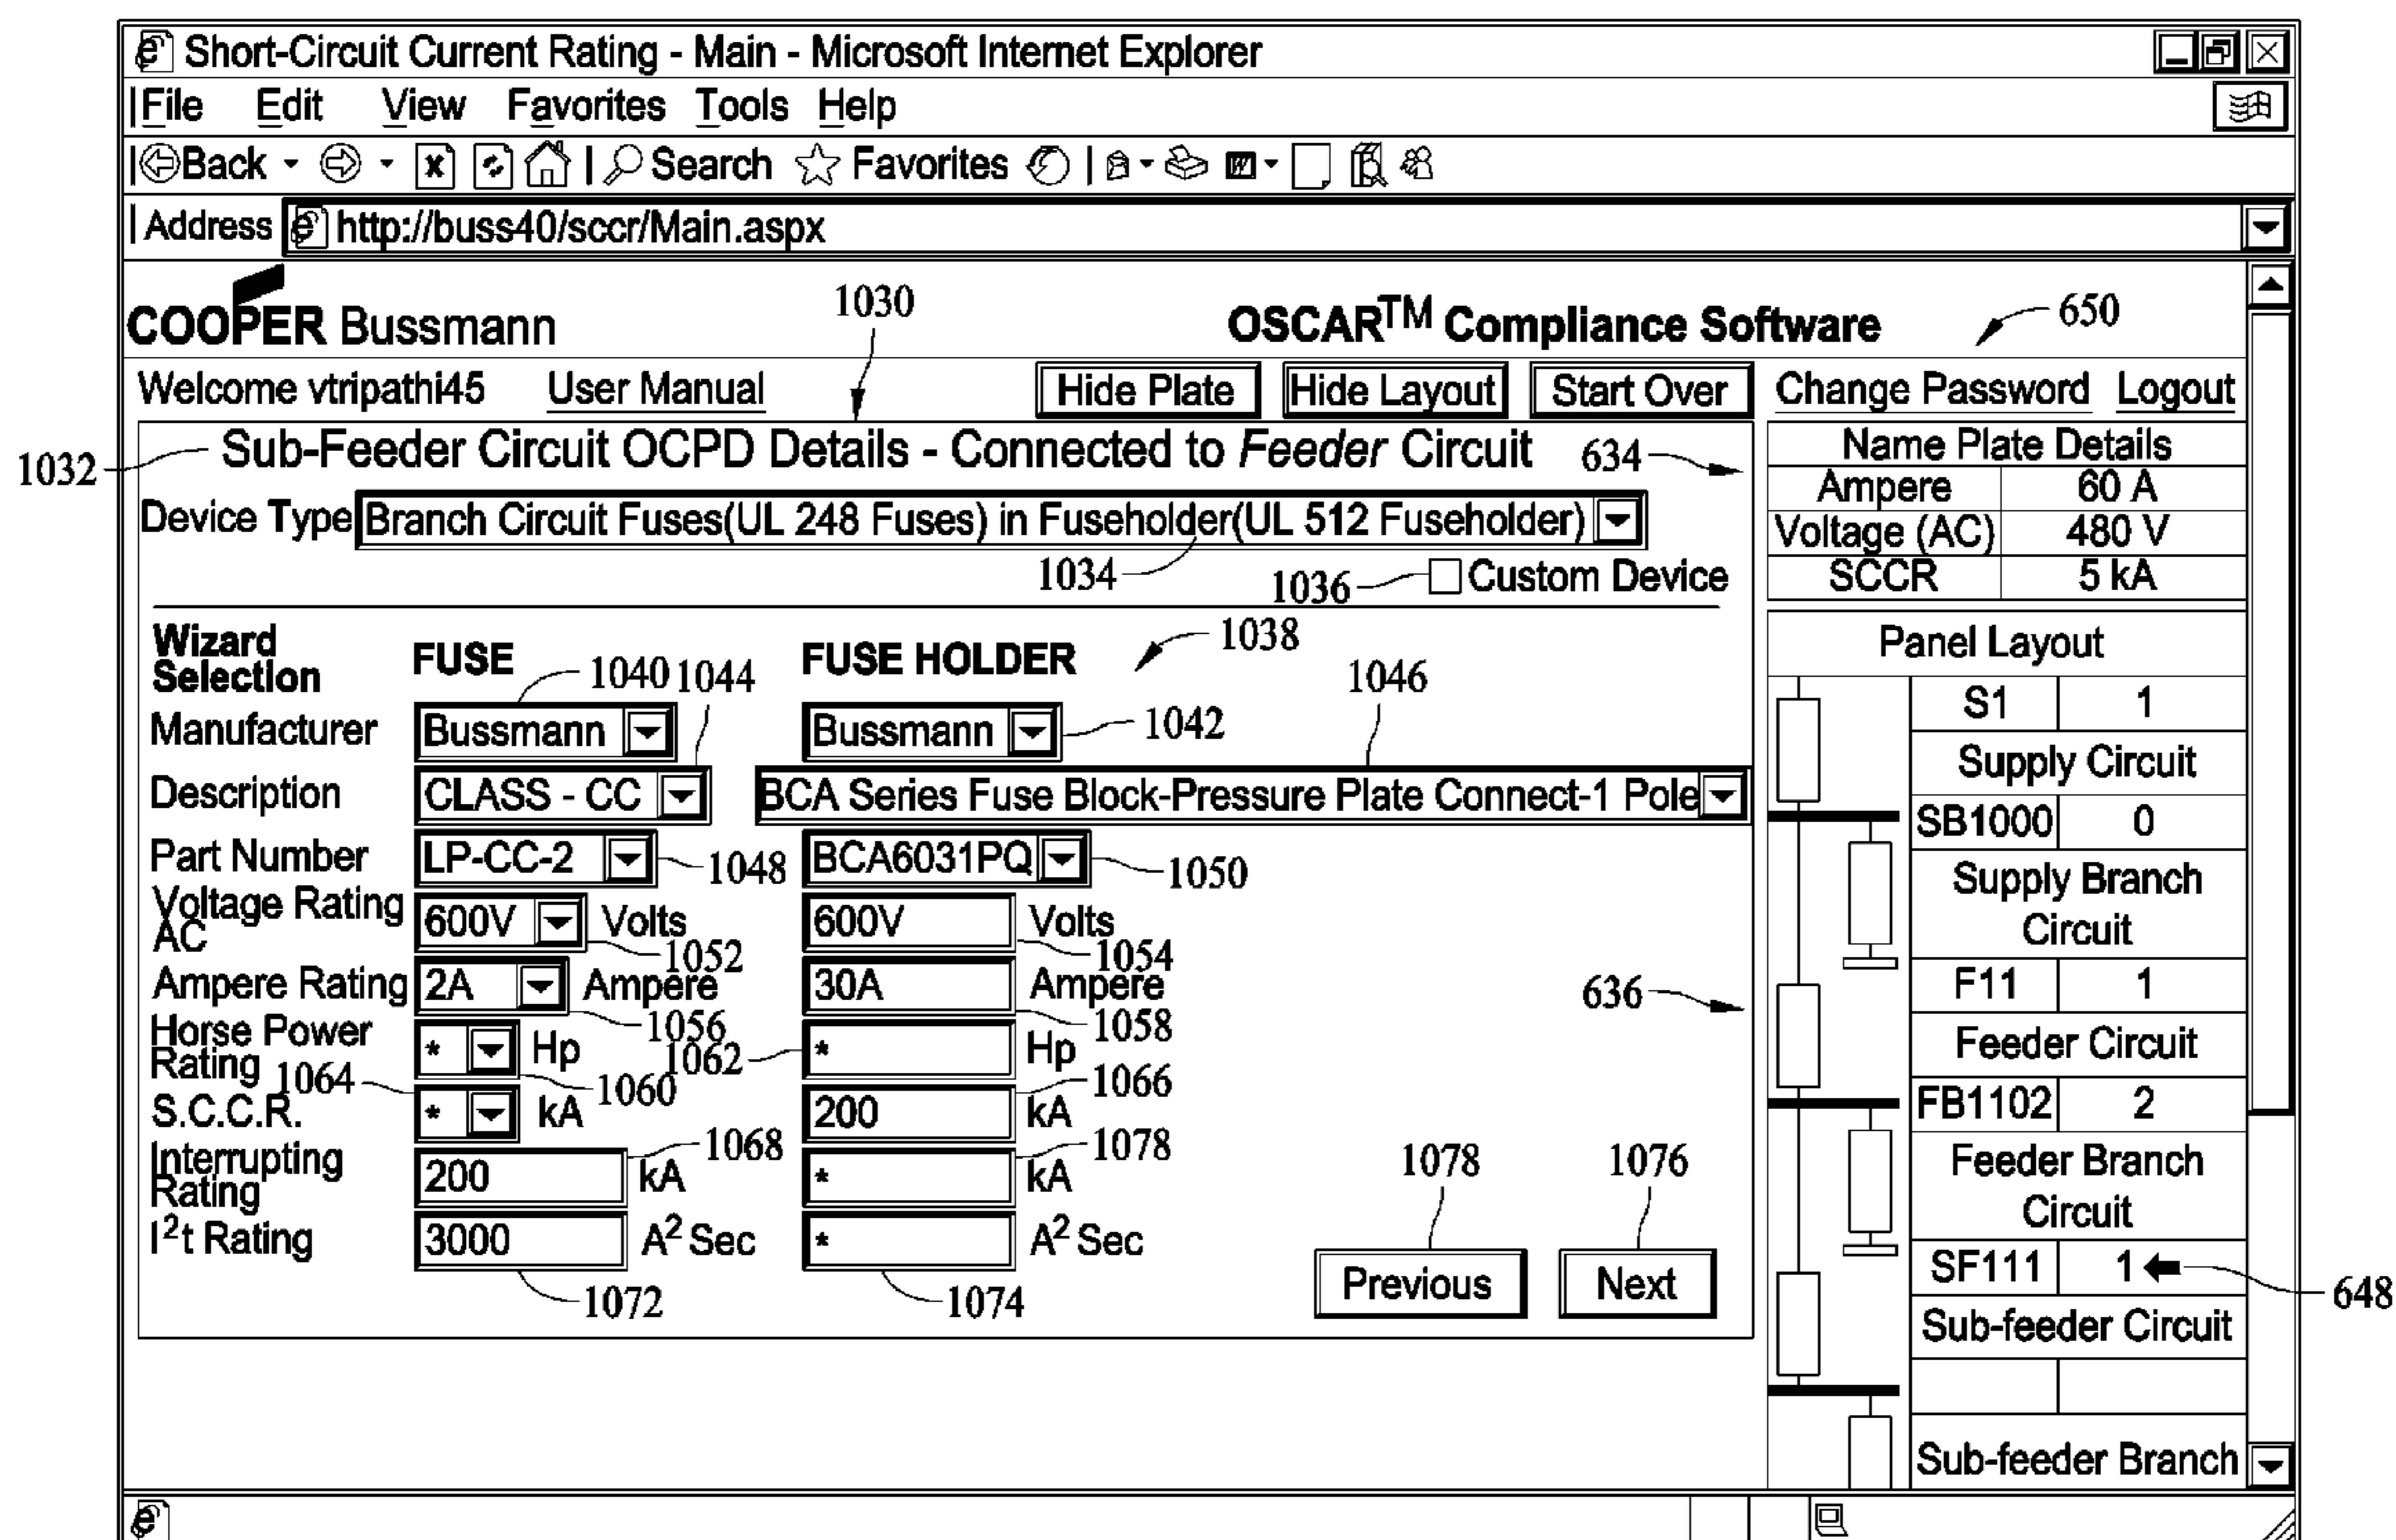 Short-Circuit Current Rating - Main - Microsoft Internet Explorer
File Edit View Favorites Tools Help
Back Search Favorites
Address http://buss40/sccr/Main.aspx
COOPER Bussmann
1030
OSCAR™ Compliance Software
650
Welcome vtripathi45 User Manual Hide Plate Hide Layout Start Over Change Password Logout
1032 Sub-Feeder Circuit OCPD Details - Connected to Feeder Circuit 634
Device Type Branch Circuit Fuses(UL 248 Fuses) in Fuseholder(UL 512 Fuseholder)
1034 1036 Custom Device
Wizard Selection FUSE 1040 1044 FUSE HOLDER 1038 1046
Manufacturer Bussmann Bussmann 1042
Description CLASS - CC BCA Series Fuse Block-Pressure Plate Connect-1 Pole
Part Number LP-CC-2 1048 BCA6031PQ 1050
Voltage Rating AC 600V Volts 1052 600V Volts 1054
Ampere Rating 2A Ampere 1056 30A Ampere 1058
636
Horse Power Rating * Hp 1060 1062 * Hp
1064 S.C.C.R. * kA 200 kA 1066
Interrupting Rating 200 kA 1068 * kA 1078
I²t Rating 3000 A² Sec * A² Sec
1072 1074
1078 1076
Previous Next
Name Plate Details
Ampere 60 A
Voltage (AC) 480 V
SCCR 5 kA
Panel Layout
S1 1
Supply Circuit
SB1000 0
Supply Branch
Circuit
F11 1
Feeder Circuit
FB1102 2
Feeder Branch
Circuit
SF111 1 648
Sub-feeder Circuit
Sub-feeder Branch